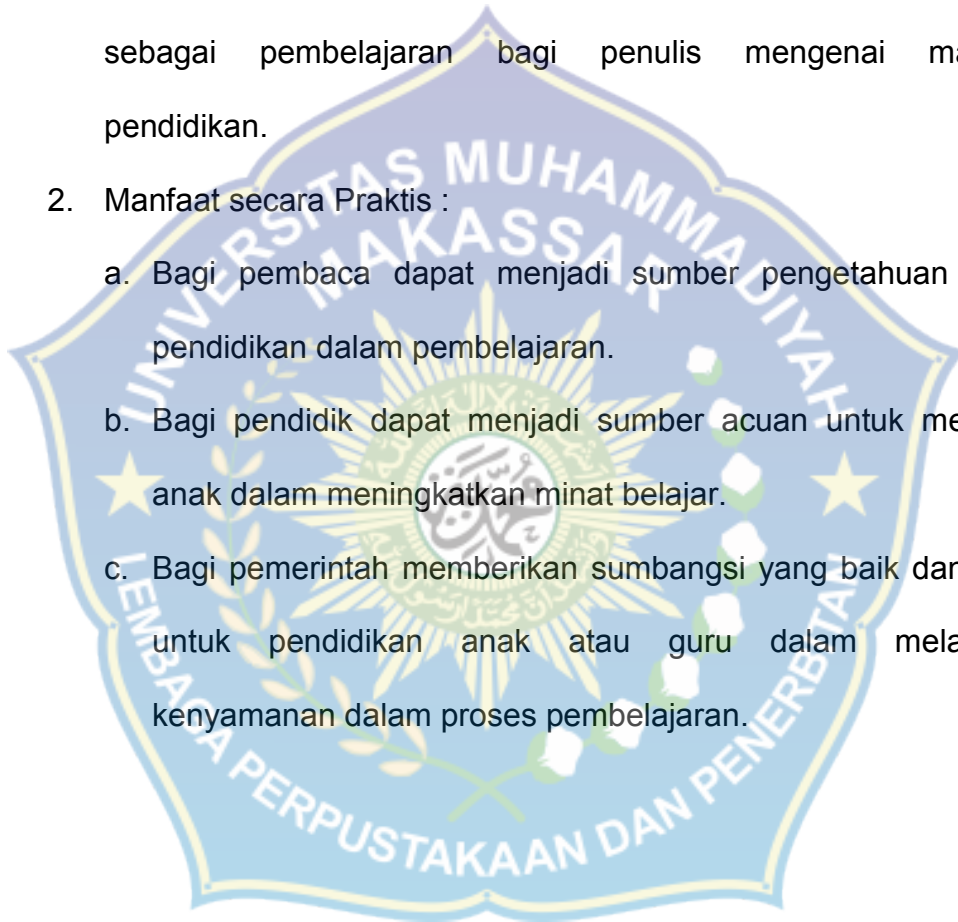 sebagai pembelajaran bagi penulis mengenai
pendidikan.
2. Manfaat secara Praktis :
a. Bagi pembaca dapat menjadi sumber pengetahuan
pendidikan dalam pembelajaran.
b. Bagi pendidik dapat menjadi sumber acuan untuk
anak dalam meningkatkan minat belajar.
c. Bagi pemerintah memberikan sumbangsi yang baik dan
untuk pendidikan anak atau guru dalam
kenyamanan dalam proses pembelajaran.
UNIVERSITAS MUHAMMADIYAH
MAKASSAR
LEMBAGA PERPUSTAKAAN DAN PENERBITAN